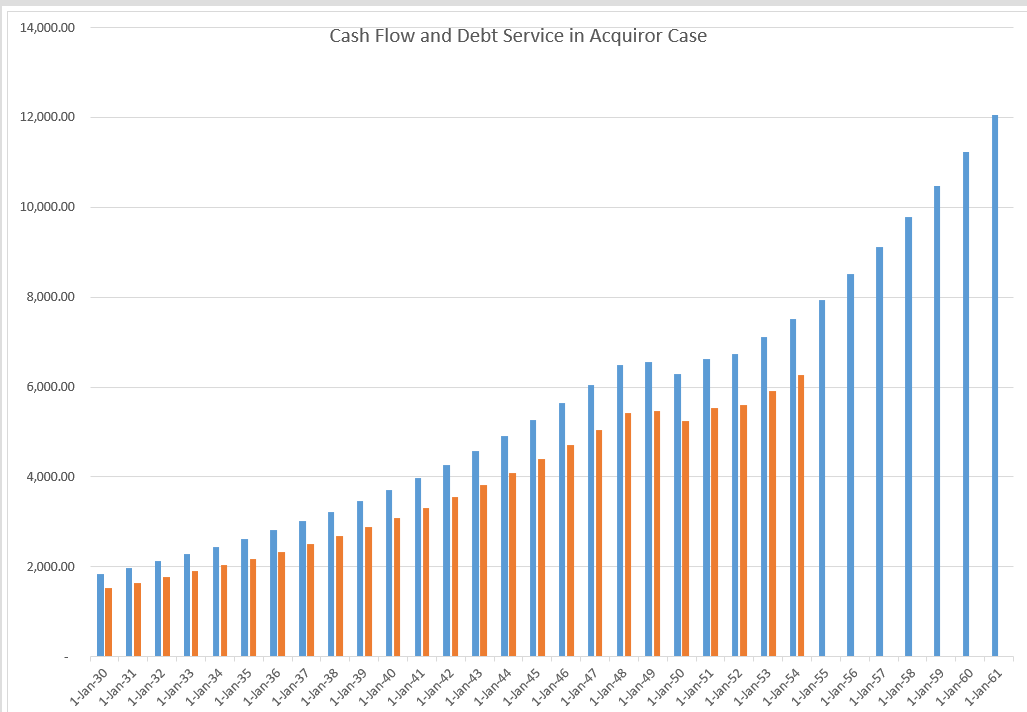 Cash Flow and Debt Service in Acquiror Case
14,000.00
12,000.00
10,000.00
8,000.00
6,000.00
4,000.00
2,000.00
-
1-Jan-30
1-Jan-31
1-Jan-32
1-Jan-33
1-Jan-34
1-Jan-35
1-Jan-36
1-Jan-37
1-Jan-38
1-Jan-39
1-Jan-40
1-Jan-41
1-Jan-42
1-Jan-43
1-Jan-44
1-Jan-45
1-Jan-46
1-Jan-47
1-Jan-48
1-Jan-49
1-Jan-50
1-Jan-51
1-Jan-52
1-Jan-53
1-Jan-54
1-Jan-55
1-Jan-56
1-Jan-57
1-Jan-58
1-Jan-59
1-Jan-60
1-Jan-61